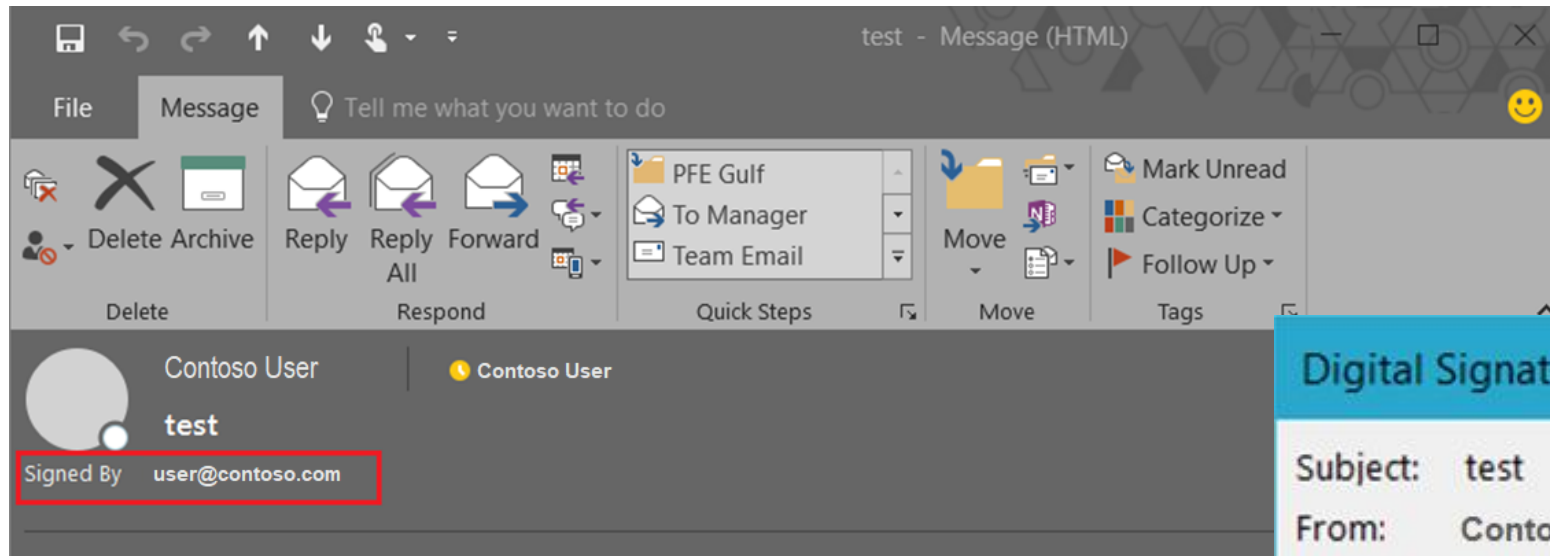 test - Message (HTML)
File Message Tell me what you want to do
Delete Archive
Reply Reply All Forward
PFE Gulf
To Manager
Team Email
Move
Mark Unread
Categorize
Follow Up
Delete Respond Quick Steps Move Tags
Contoso User Contoso User
test
Signed By user@contoso.com
Digital Signat
Subject: test
From: Conto